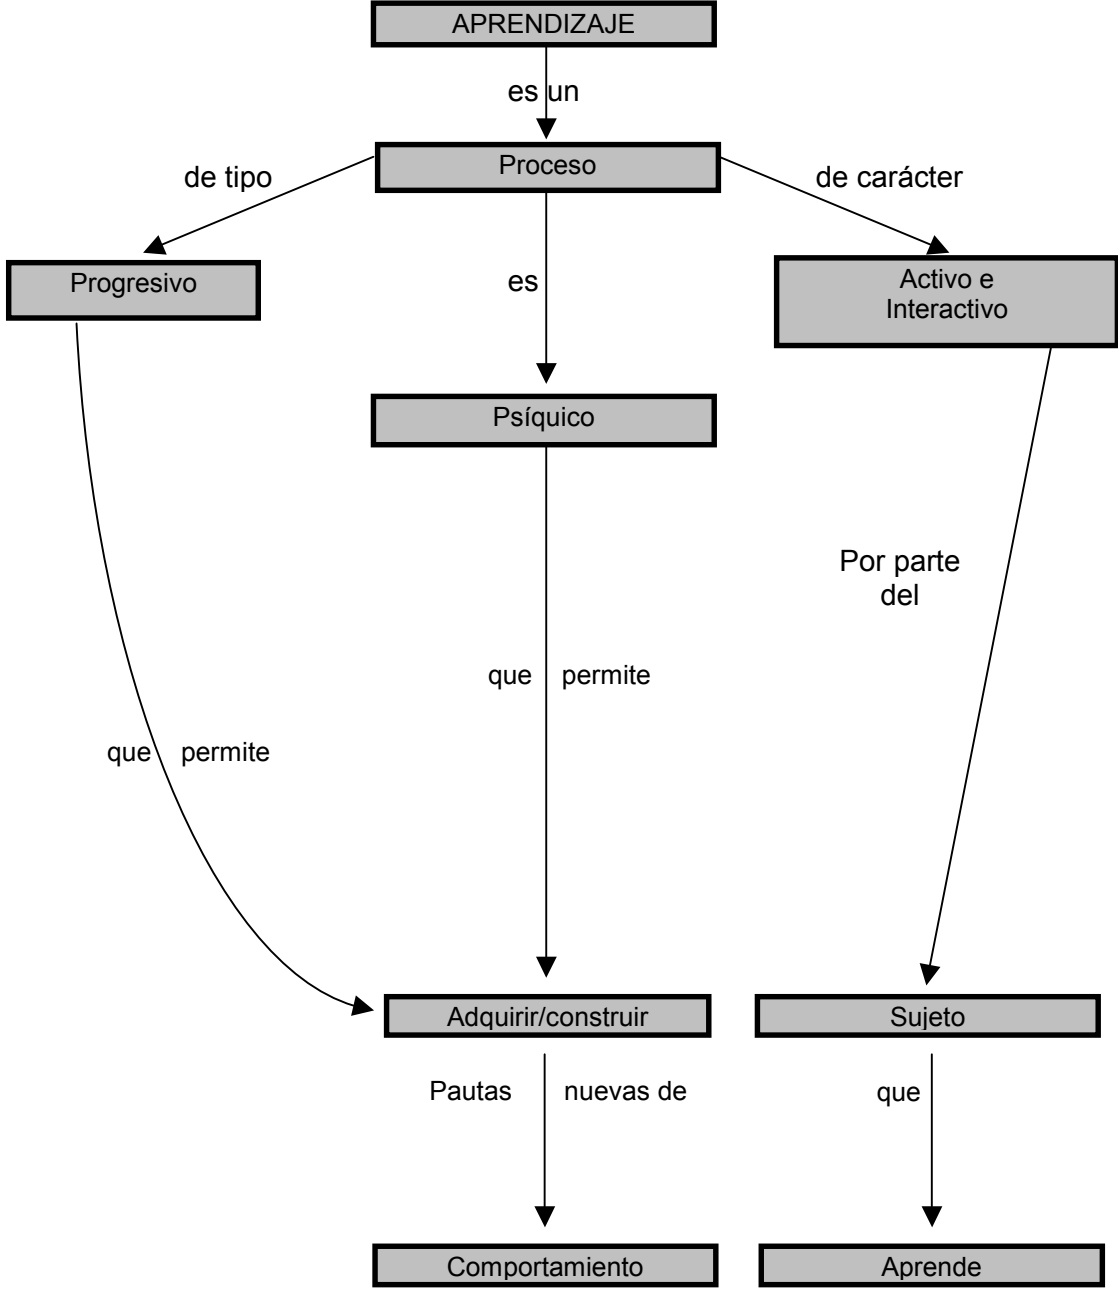 APRENDIZAJE
es un
Proceso
de tipo
de carácter
Progresivo
es
Activo e
Interactivo
Psíquico
Por parte
del
que permite
que permite
Adquirir/construir
Sujeto
Pautas nuevas de
que
Comportamiento
Aprende